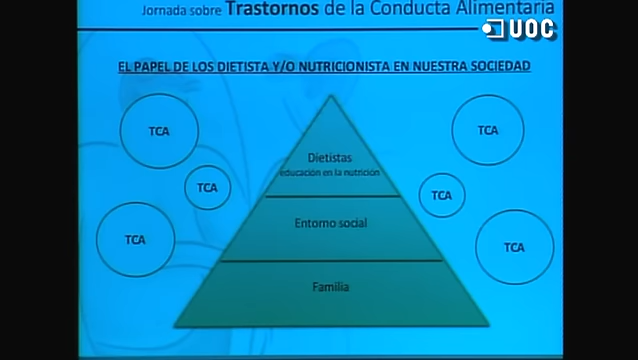 Jornada sobre Trastornos de la Conducta Alimentaria
UOC
EL PAPEL DE LOS DIETISTA Y/O NUTRICIONISTA EN NUESTRA SOCIEDAD
TCA
TCA
TCA
TCA
TCA
TCA
Dietistas
educación en la nutrición
Entorno social
Familia